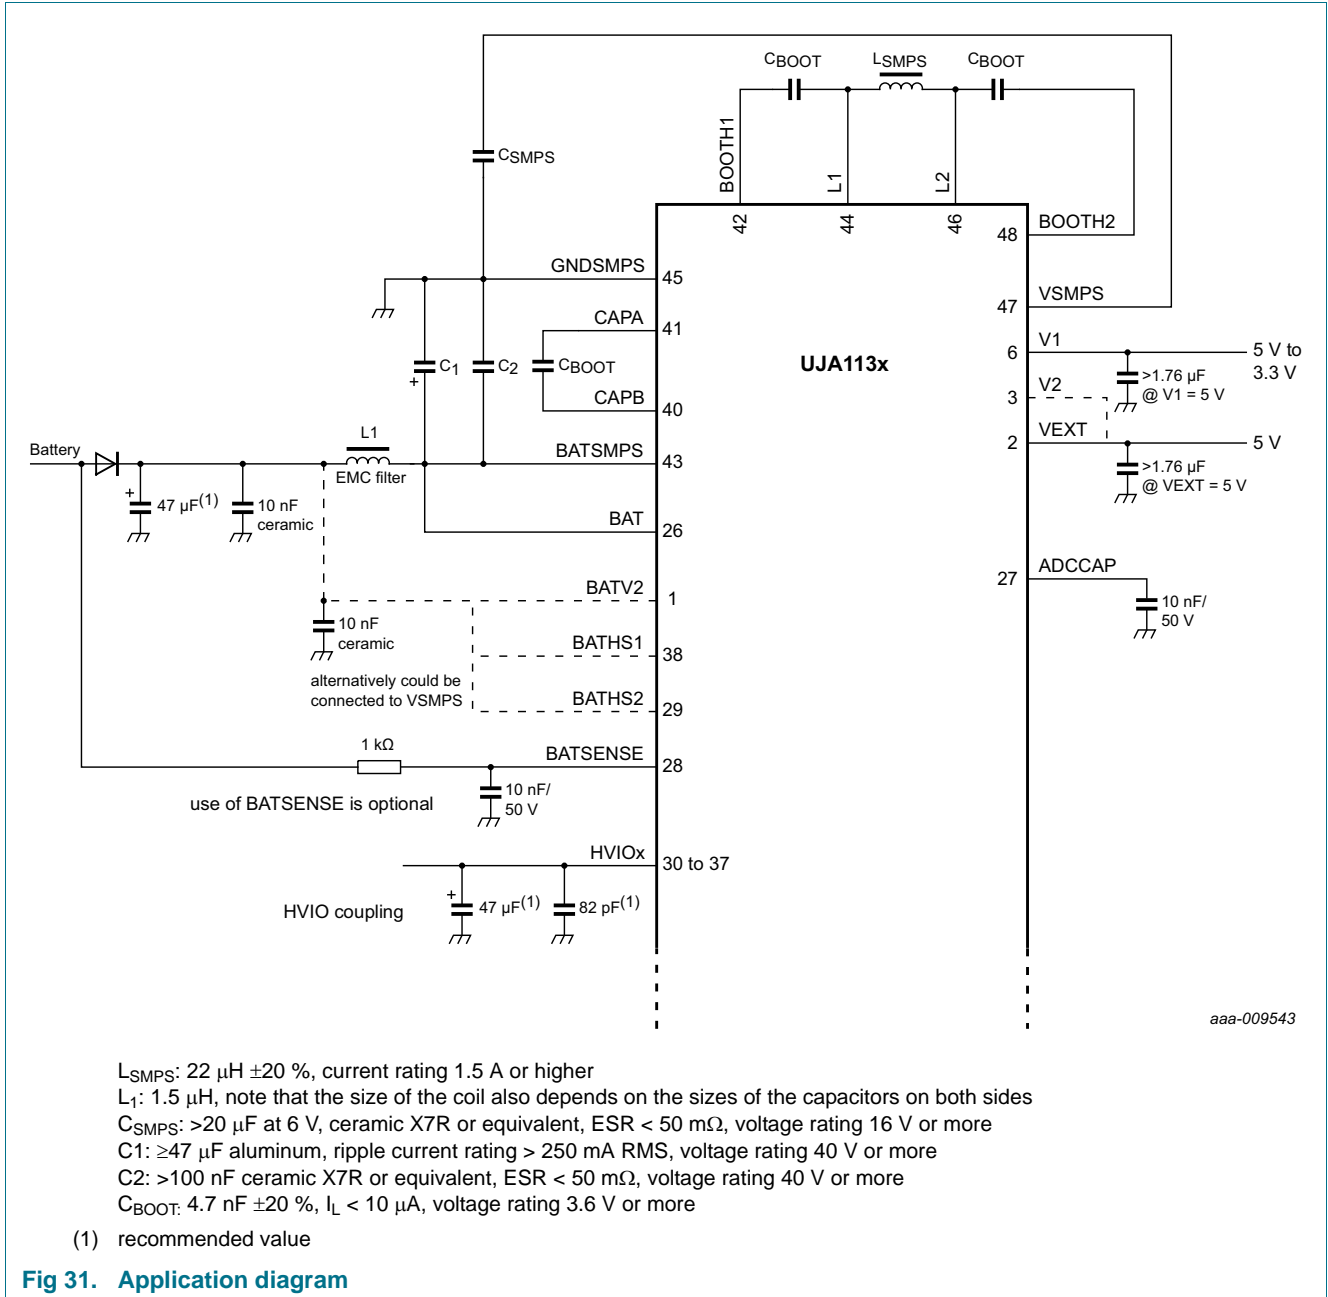 CBOOT LSMPS CBOOT
CSMPS
BOOTH1
L1
L2
42
44
46
48 BOOTH2
GNDSMPS 45
47 VSMPS
CAPA 41
6 V1
5 V to
3.3 V
>1.76 µF
@ V1 = 5 V
UJA113x
C1 C2 CBOOT
+
3 V2
CAPB 40
2 VEXT 5 V
>1.76 µF
@ VEXT = 5 V
Battery
L1
EMC filter
BATSMPS 43
+
47 µF(1)
10 nF
ceramic
BAT 26
27 ADCCAP
10 nF/
50 V
BATV2 1
10 nF
ceramic
BATHS1 38
alternatively could be
connected to VSMPS
BATHS2 29
1 kΩ
BATSENSE 28
10 nF/
50 V
use of BATSENSE is optional
HVIOx 30 to 37
HVIO coupling
+
47 µF(1)
82 pF(1)
aaa-009543
LSMPS: 22 μH ±20 %, current rating 1.5 A or higher
L1: 1.5 μH, note that the size of the coil also depends on the sizes of the capacitors on both sides
CSMPS: >20 μF at 6 V, ceramic X7R or equivalent, ESR < 50 mΩ, voltage rating 16 V or more
C1: ≥47 μF aluminum, ripple current rating > 250 mA RMS, voltage rating 40 V or more
C2: >100 nF ceramic X7R or equivalent, ESR < 50 mΩ, voltage rating 40 V or more
CBOOT: 4.7 nF ±20 %, IL < 10 μA, voltage rating 3.6 V or more
(1) recommended value
Fig 31. Application diagram